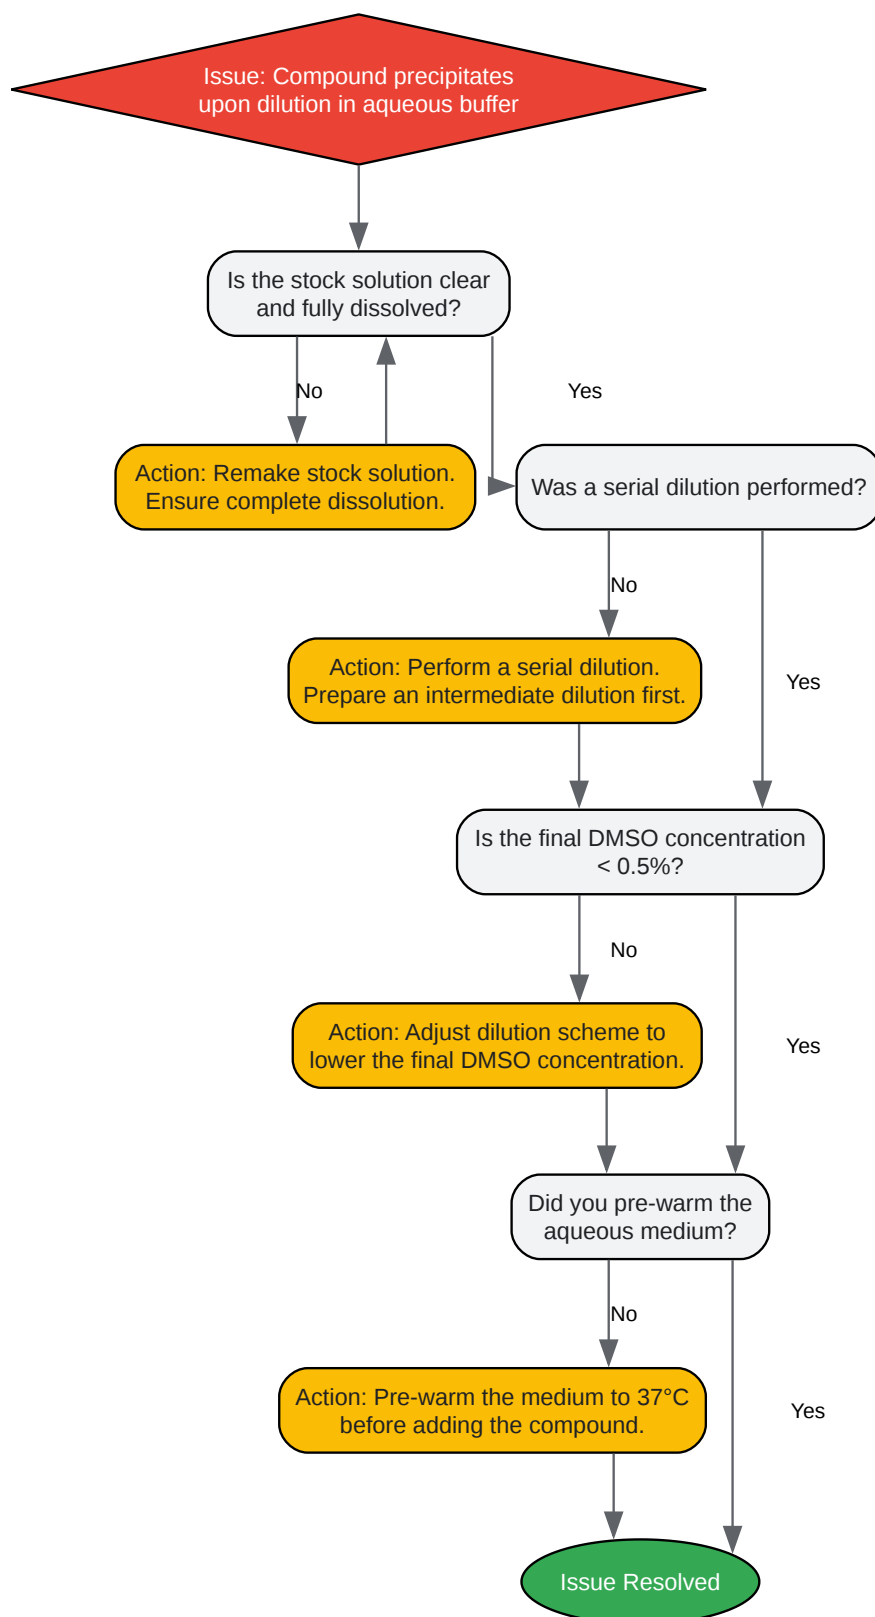 Issue: Compound precipitates
upon dilution in aqueous buffer
Is the stock solution clear
and fully dissolved?
No
Yes
Action: Remake stock solution.
Ensure complete dissolution.
Was a serial dilution performed?
No
Action: Perform a serial dilution.
Prepare an intermediate dilution first.
Yes
Is the final DMSO concentration
< 0.5%?
No
Action: Adjust dilution scheme to
lower the final DMSO concentration.
Yes
Did you pre-warm the
aqueous medium?
No
Action: Pre-warm the medium to 37°C
before adding the compound.
Yes
Issue Resolved